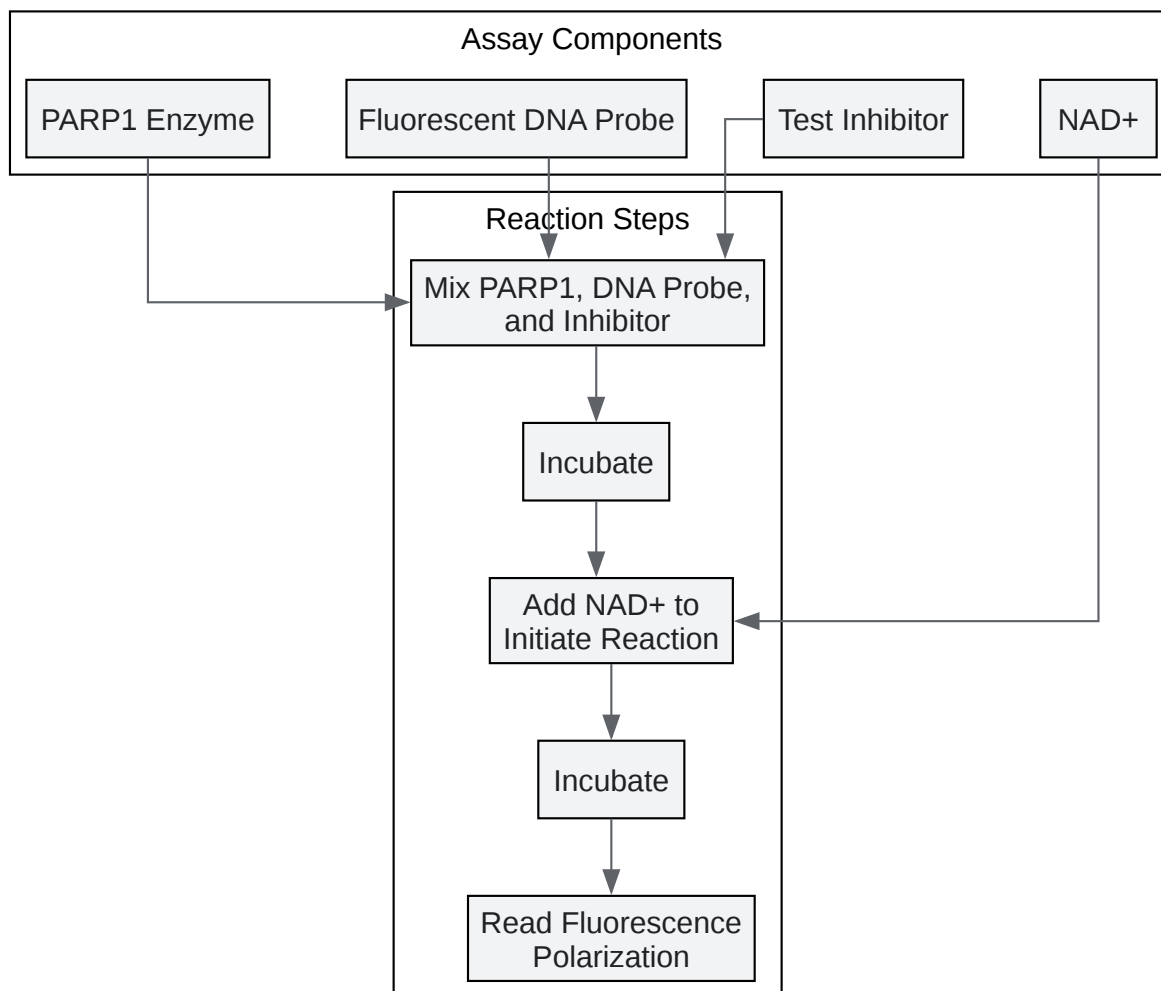 Assay Components
PARP1 Enzyme
Fluorescent DNA Probe
Test Inhibitor
NAD+
Reaction Steps
Mix PARP1, DNA Probe,
and Inhibitor
Incubate
Add NAD+ to
Initiate Reaction
Incubate
Read Fluorescence
Polarization